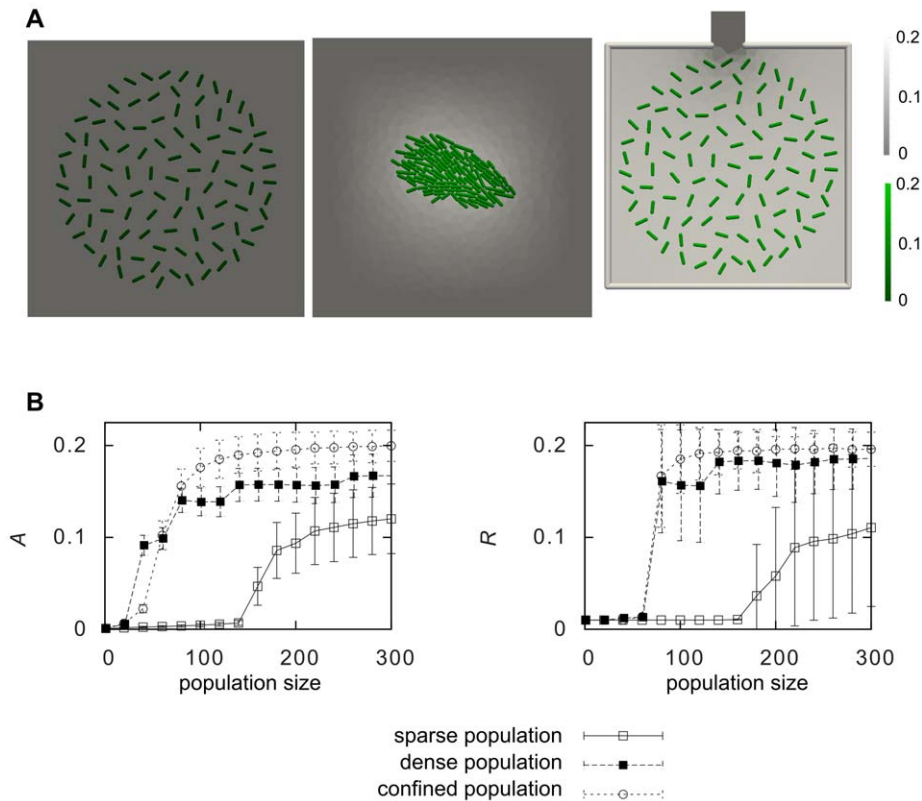 A
0.2
0.1
0
0.2
0.1
0
B
0.2
0.1
0
A
0 100 200 300
population size
0.2
0.1
0
R
0 100 200 300
population size
sparse population
dense population
confined population